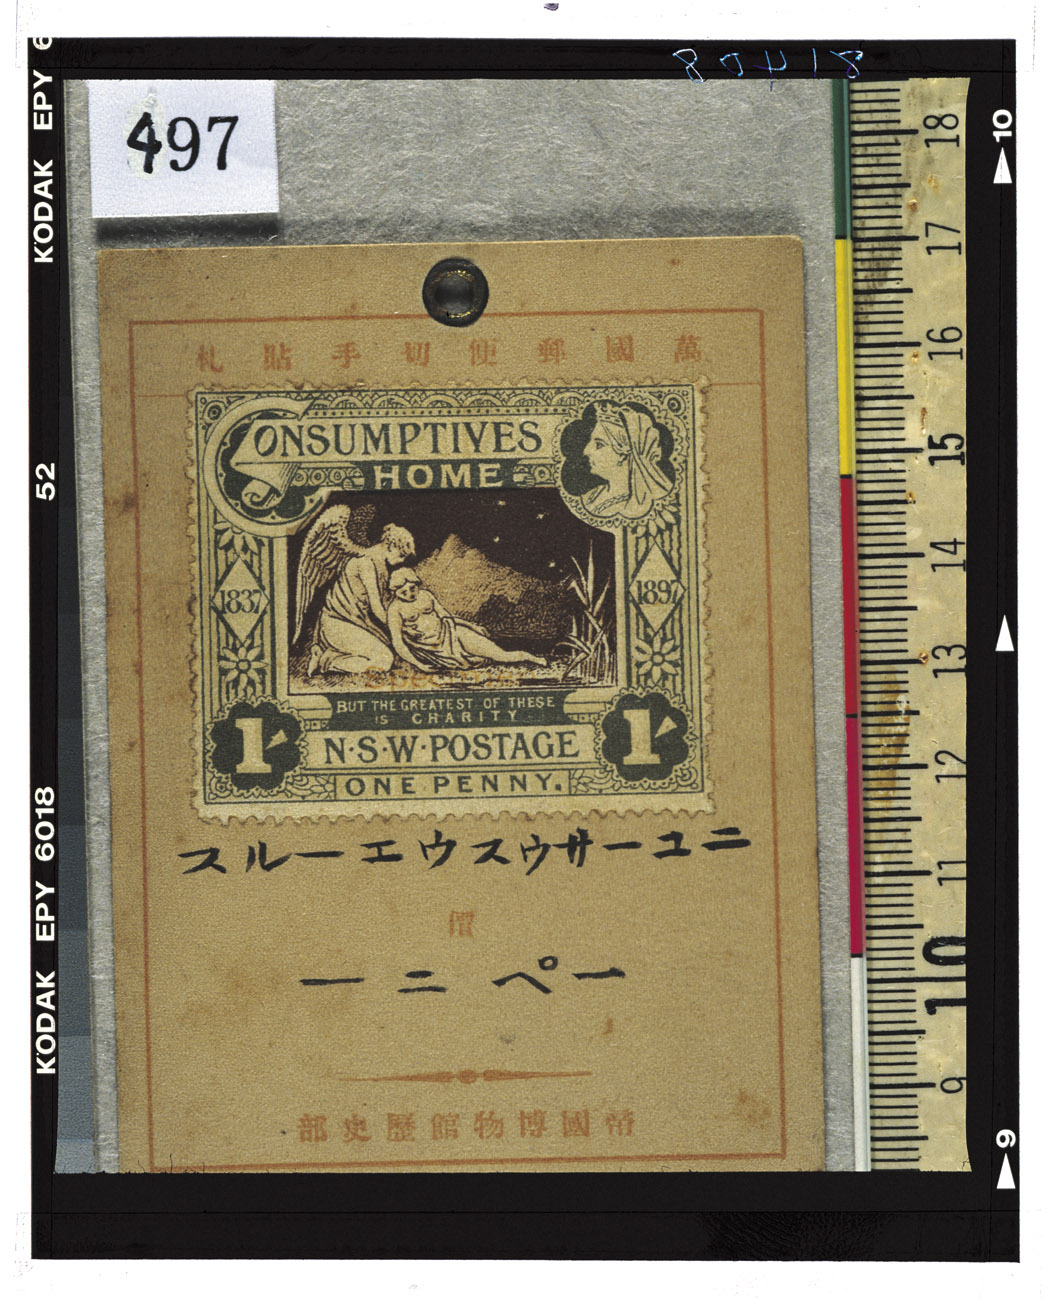 497
萬國郵便切手貼札
CONSUMPTIVES
HOME
1837
1897
Specimen
BUT THE GREATEST OF THESE
IS CHARITY
1/-
1/-
N·S·W·POSTAGE
ONE PENNY.
ニユーサウスウエールス
價
一ペニー
帝國博物館歴史部
18
17
16
15
14
13
12
11
10
9
KODAK EPY 6018
52
KODAK EPY 6
10
9